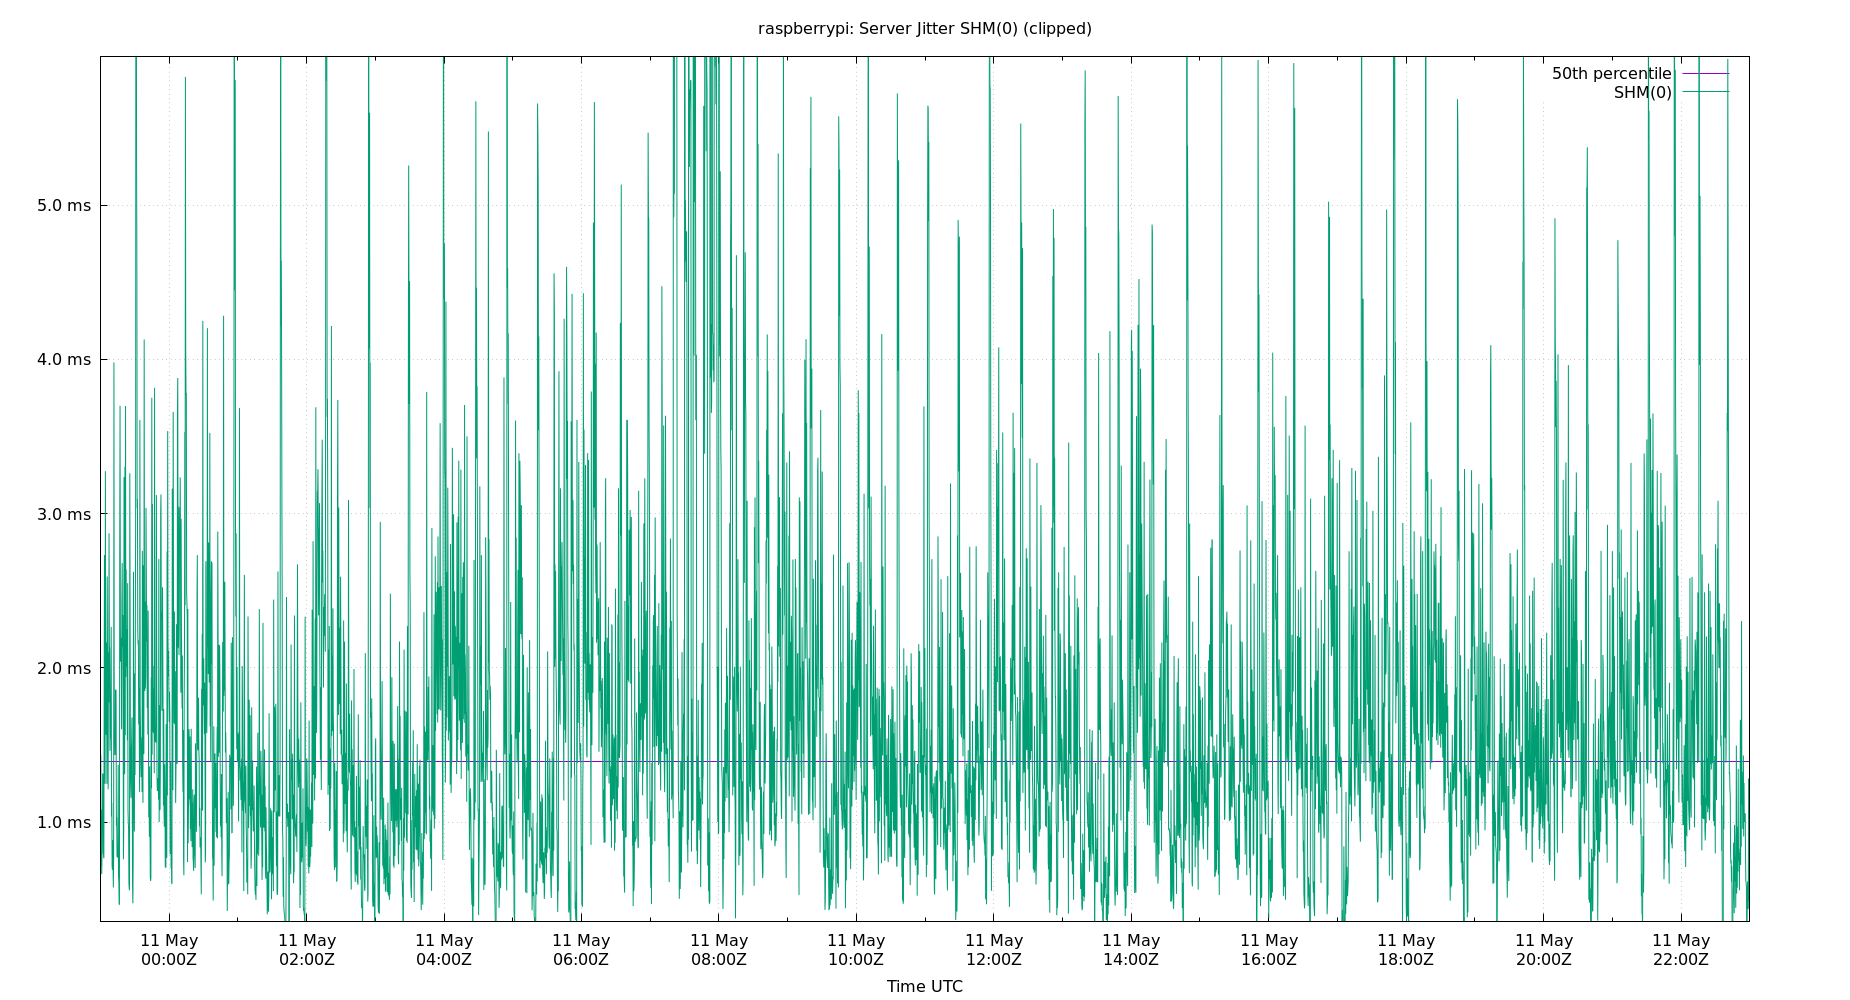 raspberrypi: Server Jitter SHM(0) (clipped)
50th percentile
SHM(0)
5.0 ms
4.0 ms
3.0 ms
2.0 ms
1.0 ms
11 May 11 May 11 May 11 May 11 May 11 May 11 May 11 May 11 May 11 May 11 May 11 May
00:00Z 02:00Z 04:00Z 06:00Z 08:00Z 10:00Z 12:00Z 14:00Z 16:00Z 18:00Z 20:00Z 22:00Z
Time UTC